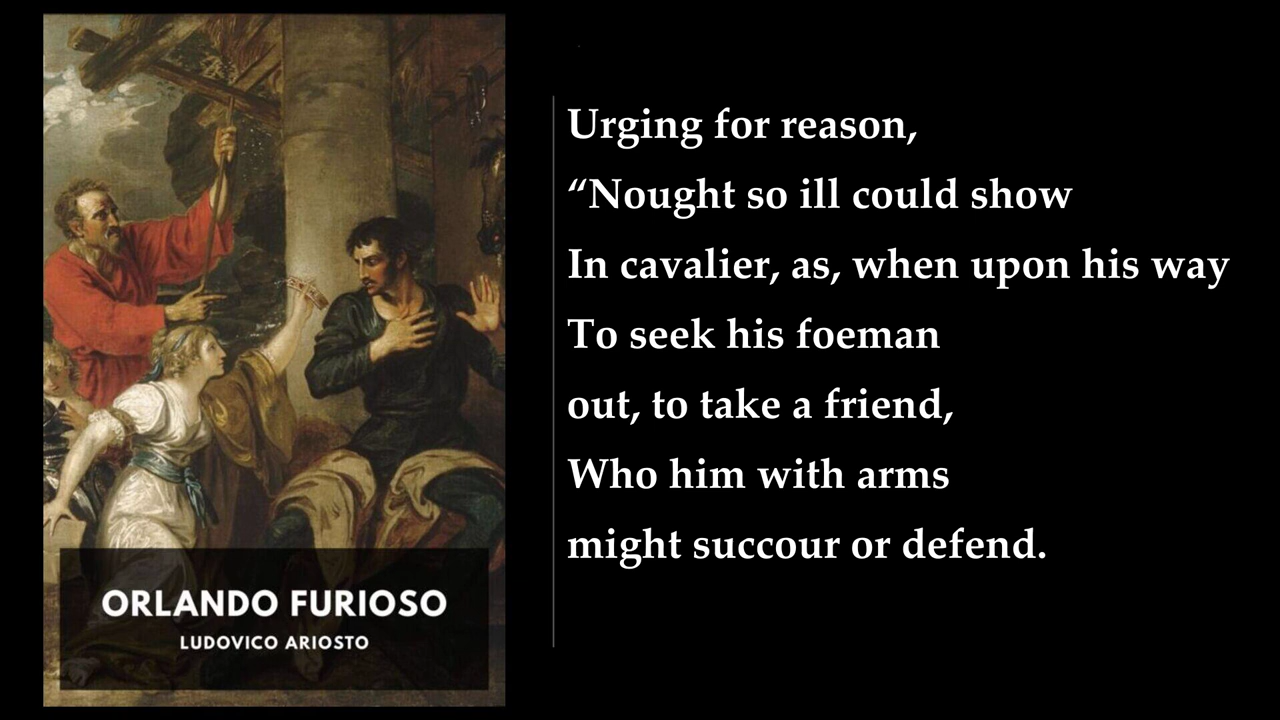 Urging for reason,
“Nought so ill could show
In cavalier, as, when upon his way
To seek his foeman
out, to take a friend,
Who him with arms
might succour or defend.
ORLANDO FURIOSO
LUDOVICO ARIOSTO